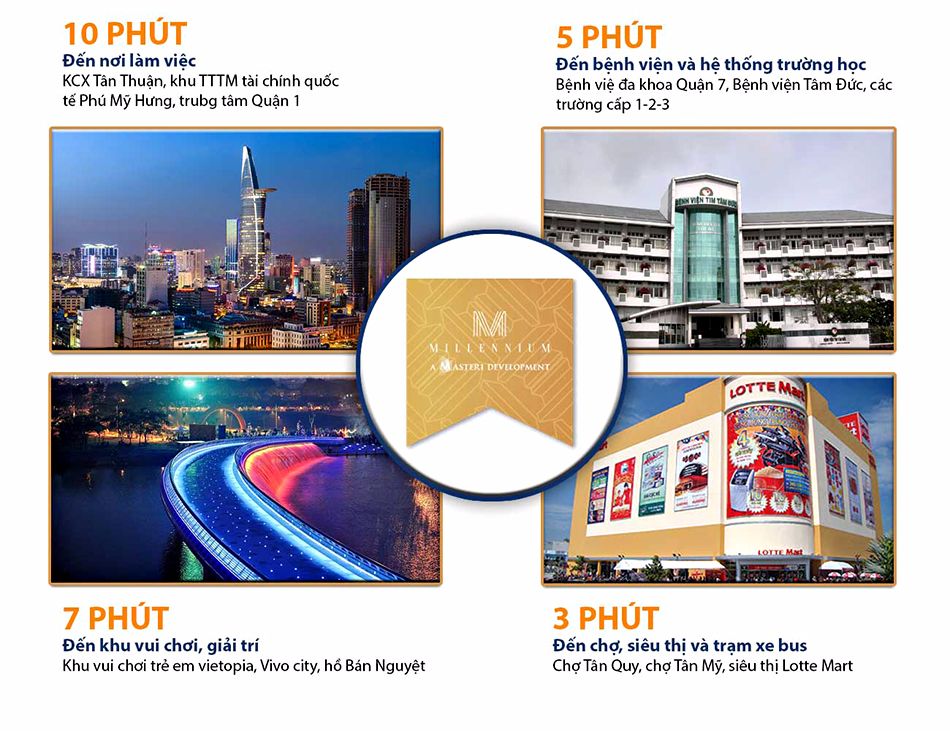 10 PHÚT
Đến nơi làm việc
KCX Tân Thuận, khu TTTM tài chính quốc
tế Phú Mỹ Hưng, trubg tâm Quận 1
5 PHÚT
Đến bệnh viện và hệ thống trường học
Bệnh việ đa khoa Quận 7, Bệnh viện Tâm Đức, các
trường cấp 1-2-3
BỆNH VIỆN TIM TÂM ĐỨC
M
MILLENNIUM
A MASTERI DEVELOPMENT
LOTTE Mart
4
LOTTE Mart
7 PHÚT
Đến khu vui chơi, giải trí
Khu vui chơi trẻ em vietopia, Vivo city, hồ Bán Nguyệt
3 PHÚT
Đến chợ, siêu thị và trạm xe bus
Chợ Tân Quy, chợ Tân Mỹ, siêu thị Lotte Mart